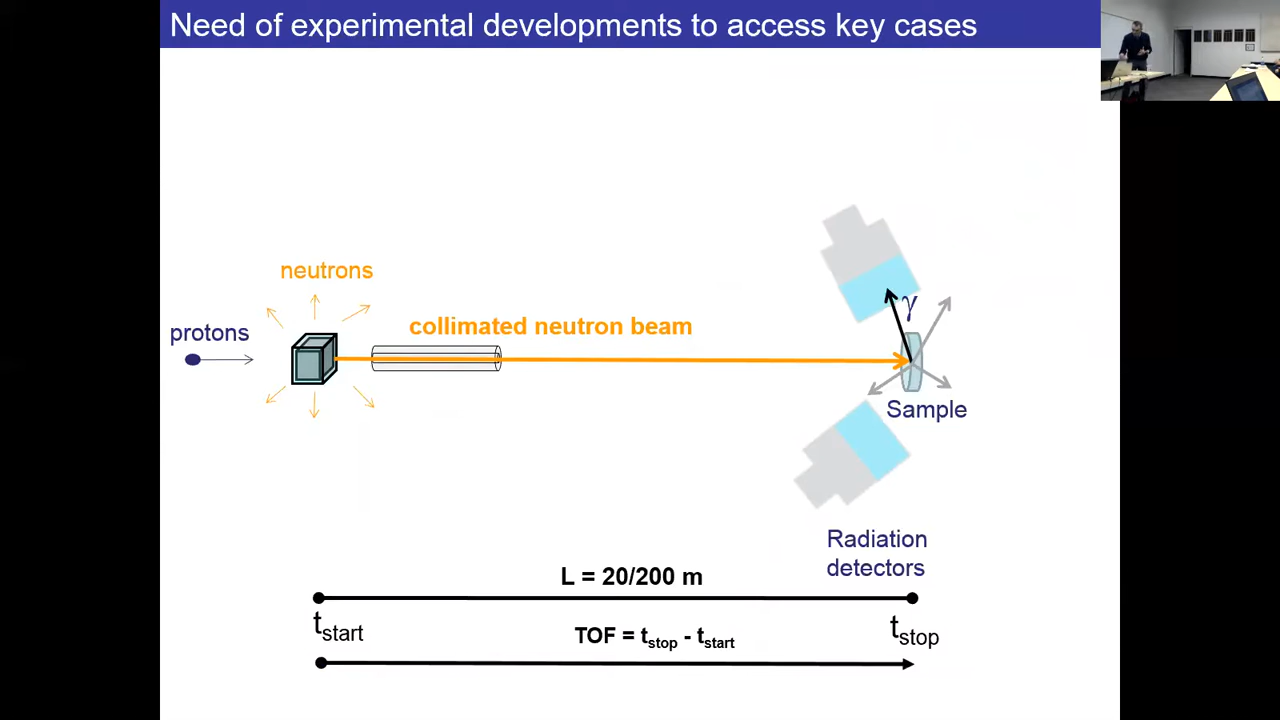 Need of experimental developments to access key cases
neutrons
protons
collimated neutron beam
γ
Sample
Radiation
detectors
L = 20/200 m
tstart
TOF = tstop - tstart
tstop